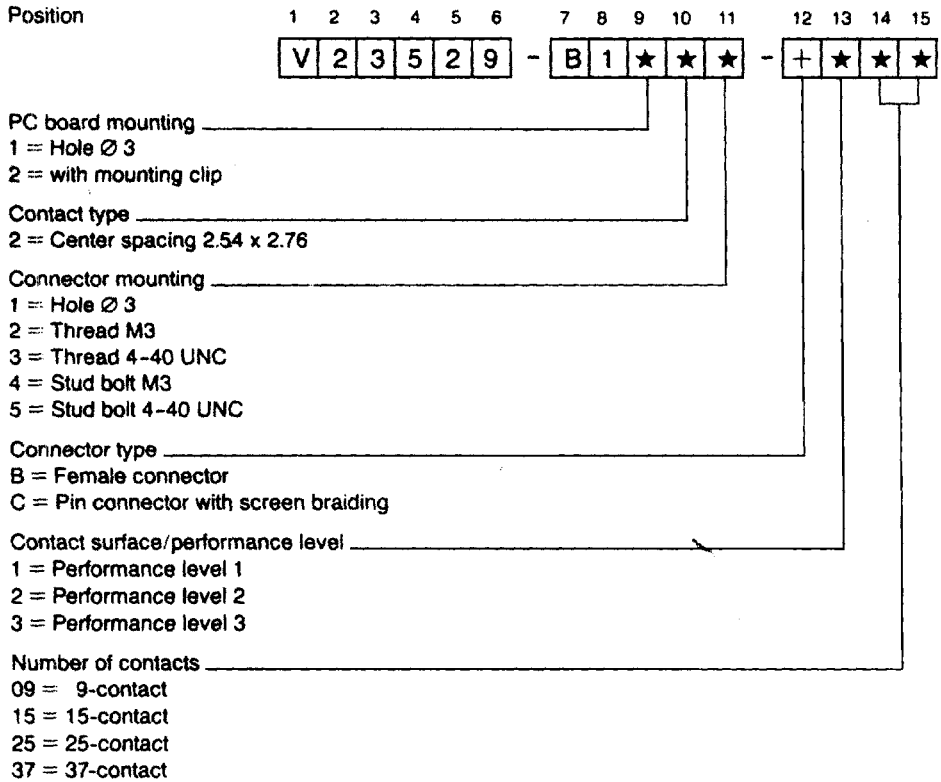 Position 1 2 3 4 5 6 7 8 9 10 11 12 13 14 15
V 2 3 5 2 9 - B 1 ★ ★ ★ - + ★ ★ ★
PC board mounting
1 = Hole Ø 3
2 = with mounting clip
Contact type
2 = Center spacing 2.54 x 2.76
Connector mounting
1 = Hole Ø 3
2 = Thread M3
3 = Thread 4-40 UNC
4 = Stud bolt M3
5 = Stud bolt 4-40 UNC
Connector type
B = Female connector
C = Pin connector with screen braiding
Contact surface/performance level
1 = Performance level 1
2 = Performance level 2
3 = Performance level 3
Number of contacts
09 = 9-contact
15 = 15-contact
25 = 25-contact
37 = 37-contact